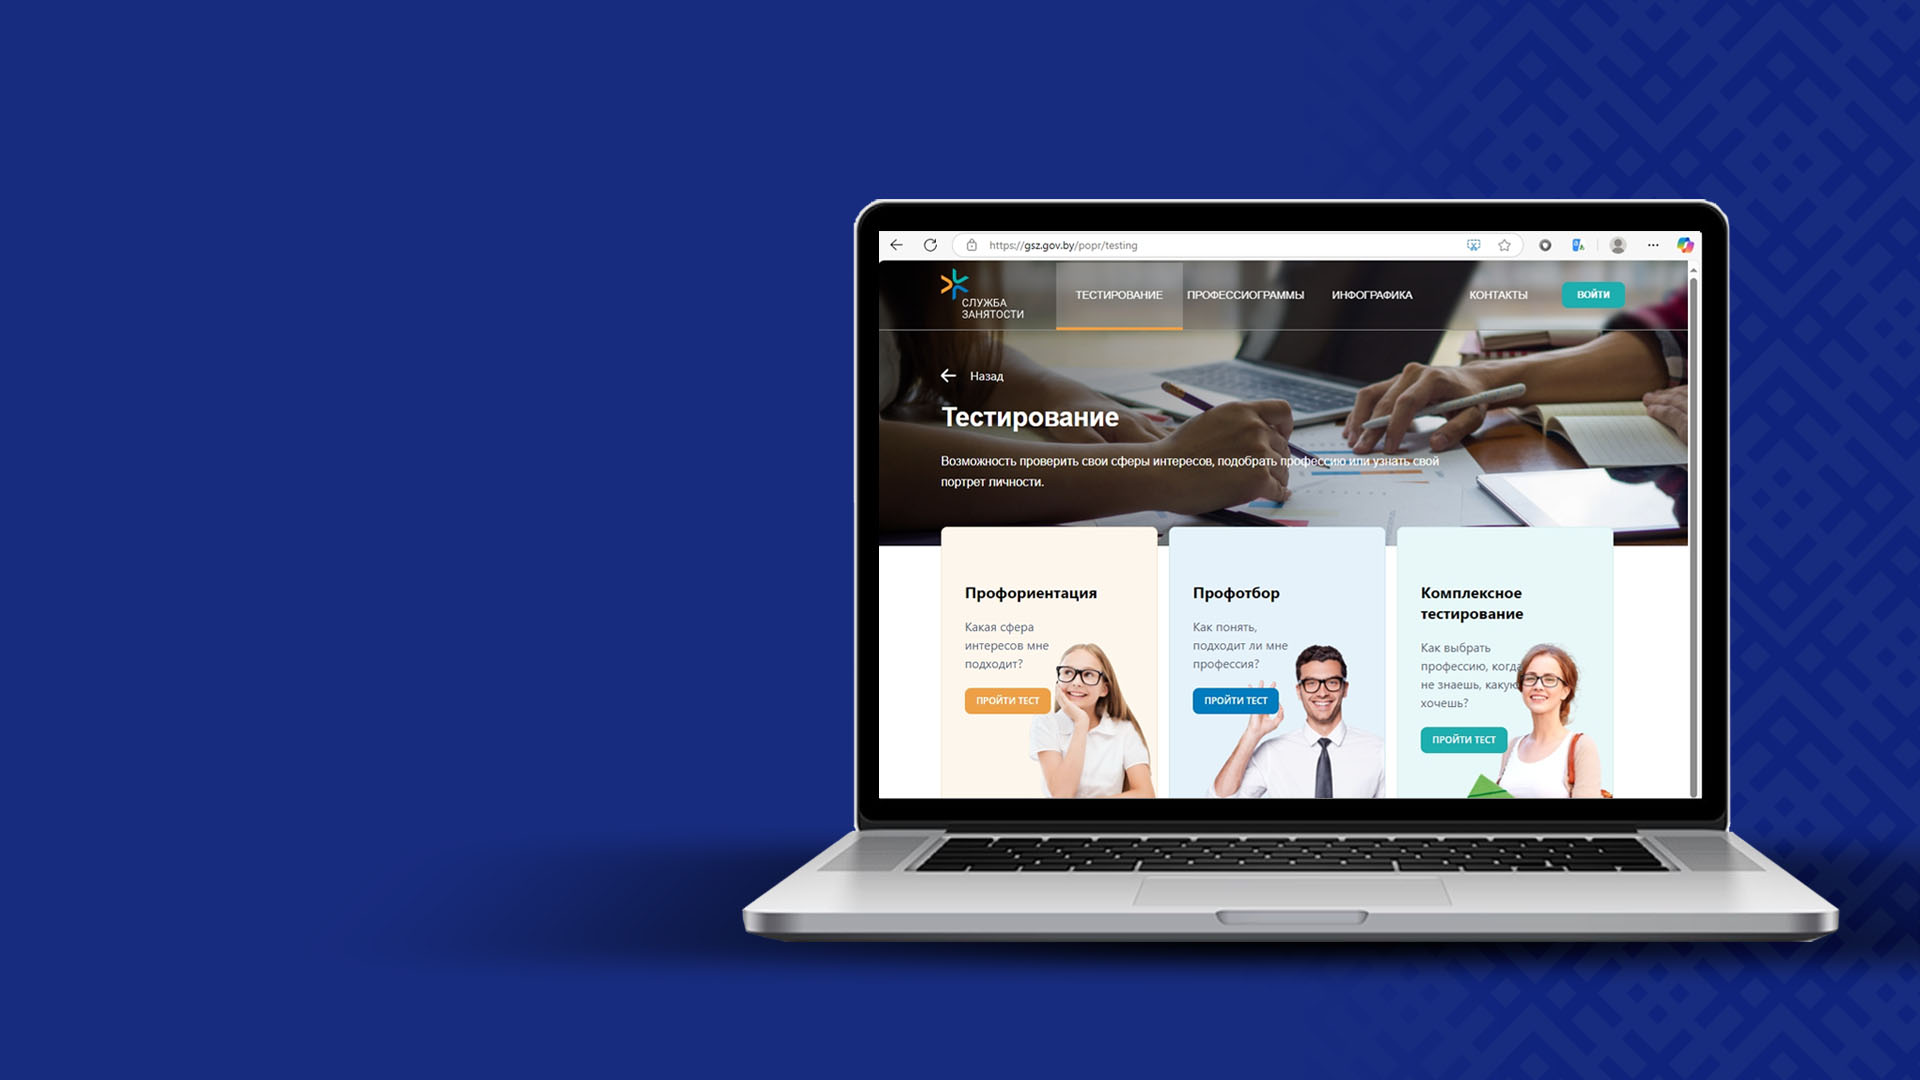 https://gsz.gov.by/popr/testing
СЛУЖБА
ЗАНЯТОСТИ
ТЕСТИРОВАНИЕ ПРОФЕССИОГРАММЫ ИНФОГРАФИКА КОНТАКТЫ ВОЙТИ
Назад
Тестирование
Возможность проверить свои сферы интересов, подобрать профессию или узнать свой
портрет личности.
Профориентация
Какая сфера
интересов мне
подходит?
ПРОЙТИ ТЕСТ
Профотбор
Как понять,
подходит ли мне
профессия?
ПРОЙТИ ТЕСТ
Комплексное
тестирование
Как выбрать
профессию, когда
не знаешь, какую
хочешь?
ПРОЙТИ ТЕСТ